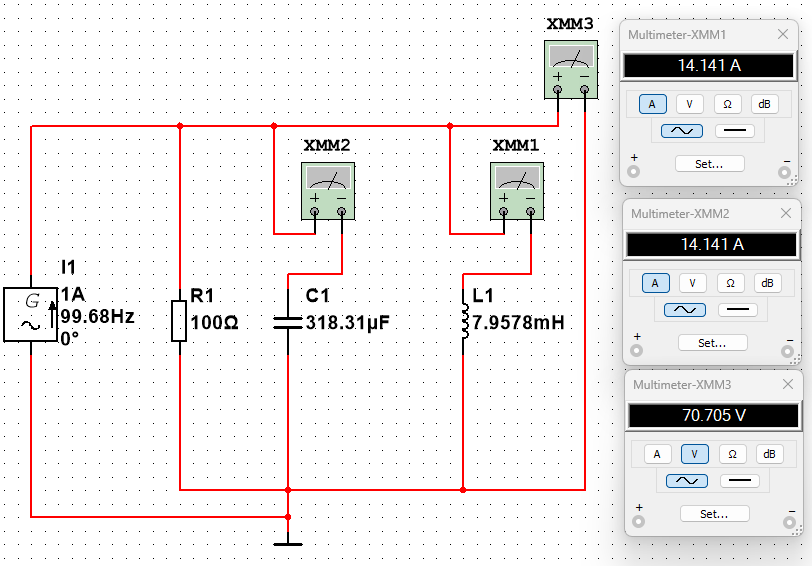 XMM3
XMM2
XMM1
I1
G
1A
99.68Hz
0°
R1
100Ω
C1
318.31µF
L1
7.9578mH
Multimeter-XMM1
14.141 A
A V Ω dB
+ Set... −
Multimeter-XMM2
14.141 A
A V Ω dB
+ Set... −
Multimeter-XMM3
70.705 V
A V Ω dB
+ Set... −